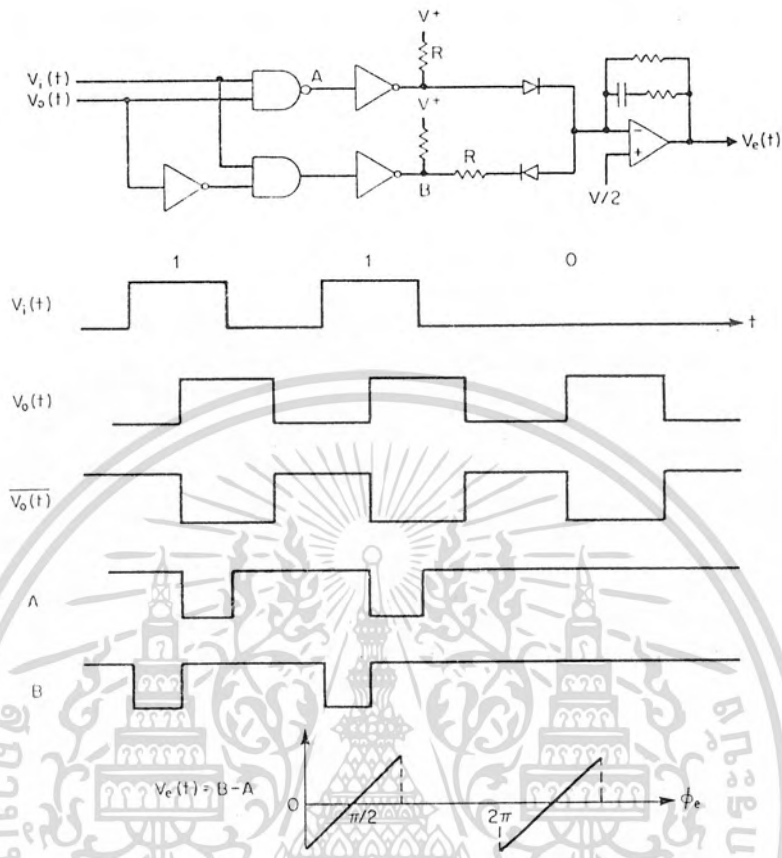 V⁺
R
V⁺
Vᵢ(t)
V₀(t)
A
R
B
−
+
V/2
Vₑ(t)
1 1 0
Vᵢ(t)
t
V₀(t)
V₀(t)
A
B
Vₑ(t) = B-A
0
π/2
2π
ϕₑ